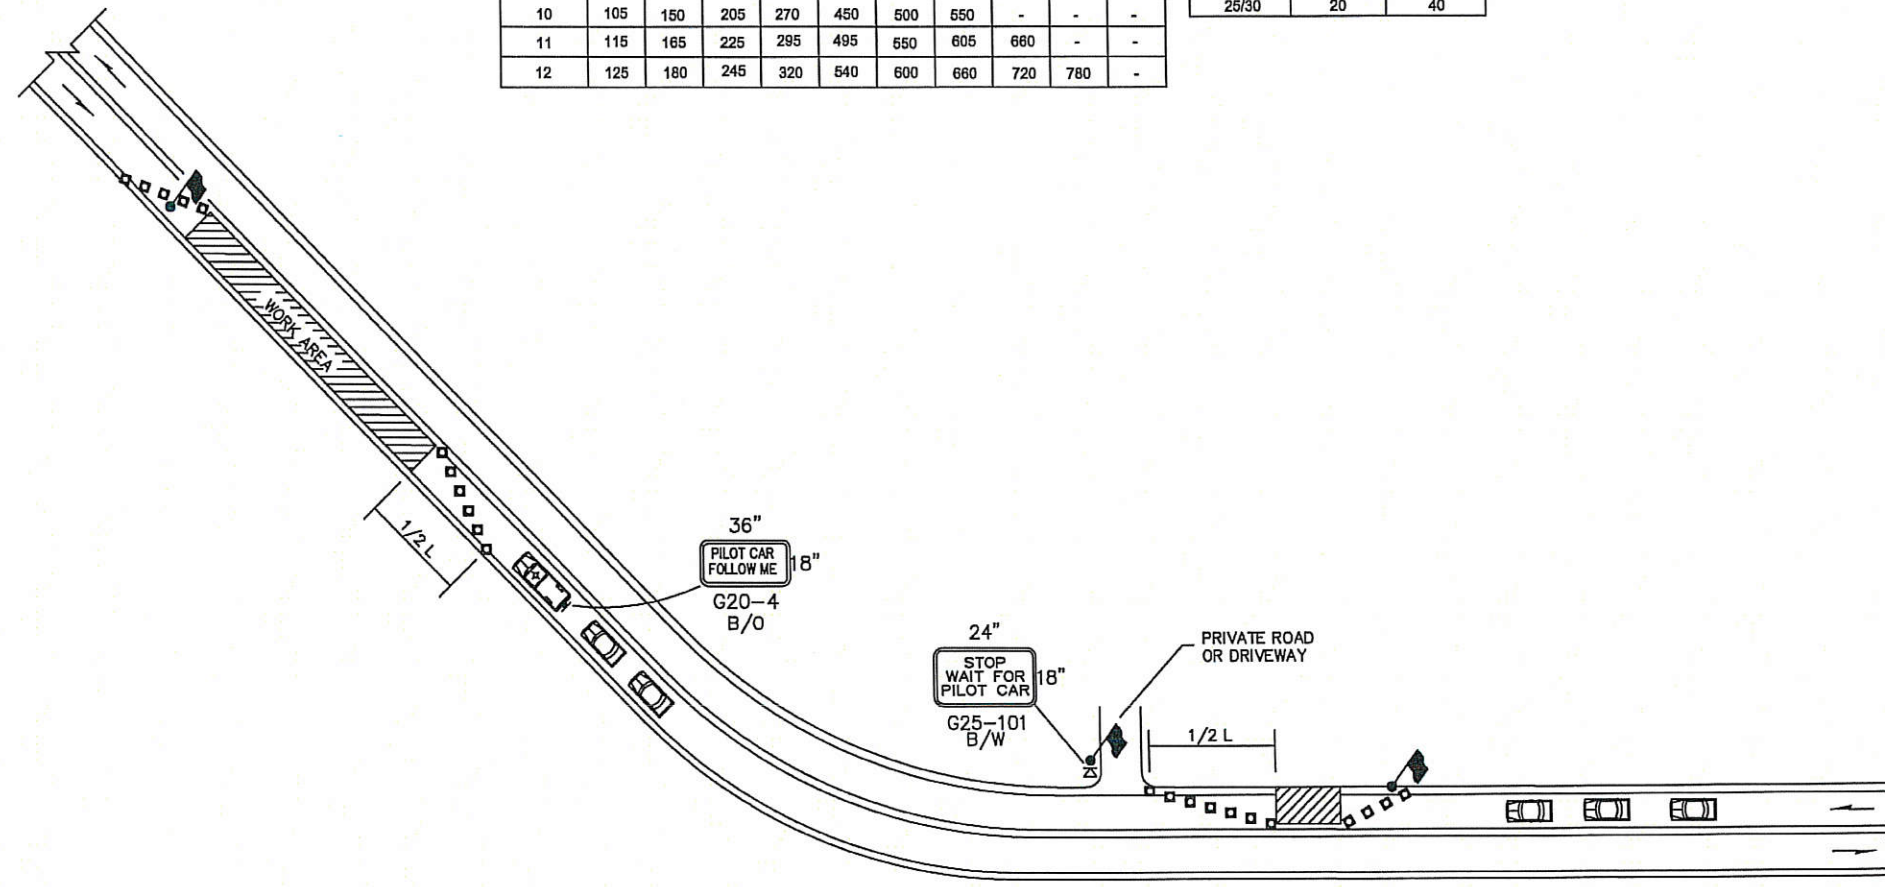 10 105 150 205 270 450 500 550 - - -
11 115 165 225 295 495 550 605 660 - -
12 125 180 245 320 540 600 660 720 780 -
25/30 20 40
WORK AREA
1/2 L
36"
PILOT CAR
FOLLOW ME
18"
G20-4
B/O
24"
STOP
WAIT FOR
PILOT CAR
18"
G25-101
B/W
PRIVATE ROAD
OR DRIVEWAY
1/2 L